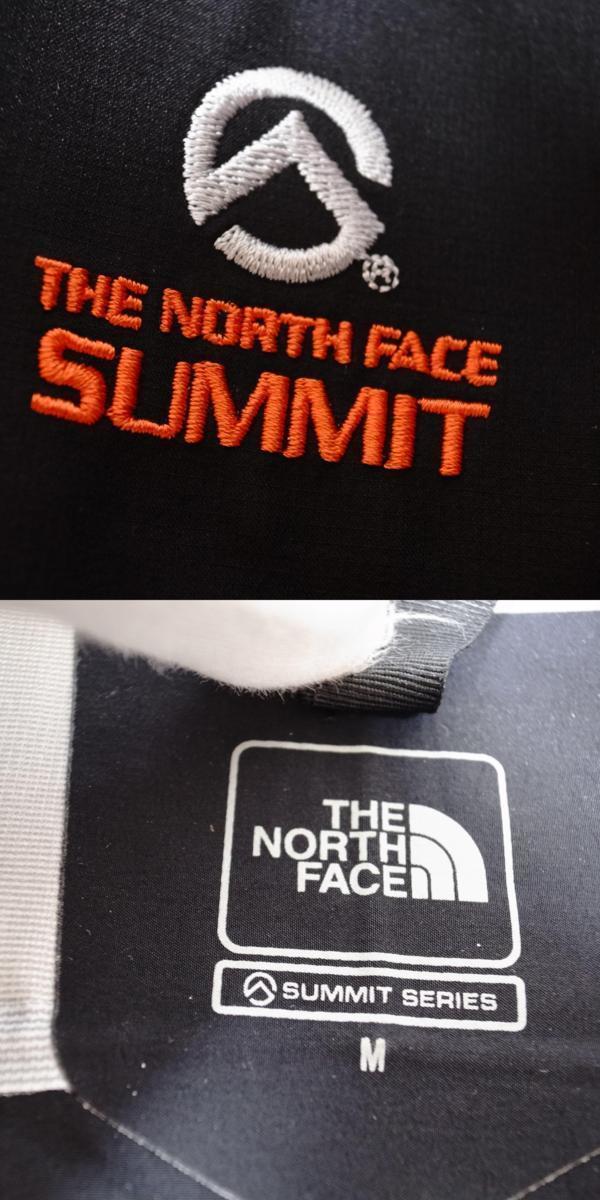 THE NORTH FACE
SUMMIT
THE
NORTH
FACE
SUMMIT SERIES
M